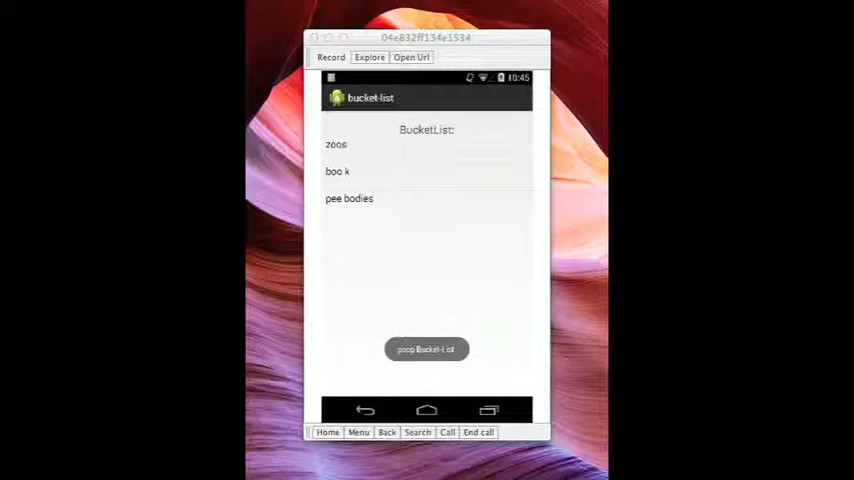 04e832ff134e1534
Record Explore Open Url
10:45
bucket-list
BucketList:
zoos
boo k
pee bodies
poop Bucket-List
Home Menu Back Search Call End call